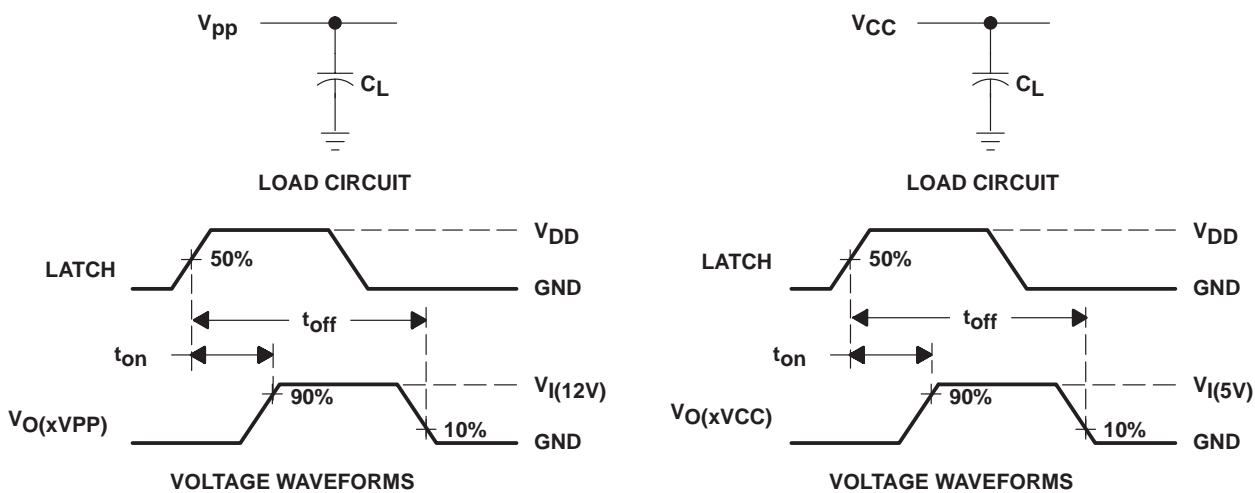 Vpp
CL
LOAD CIRCUIT
VDD
LATCH
50%
GND
toff
ton
VI(12V)
90%
VO(xVPP)
10%
GND
VOLTAGE WAVEFORMS
VCC
CL
LOAD CIRCUIT
VDD
LATCH
50%
GND
toff
ton
VI(5V)
90%
VO(xVCC)
10%
GND
VOLTAGE WAVEFORMS